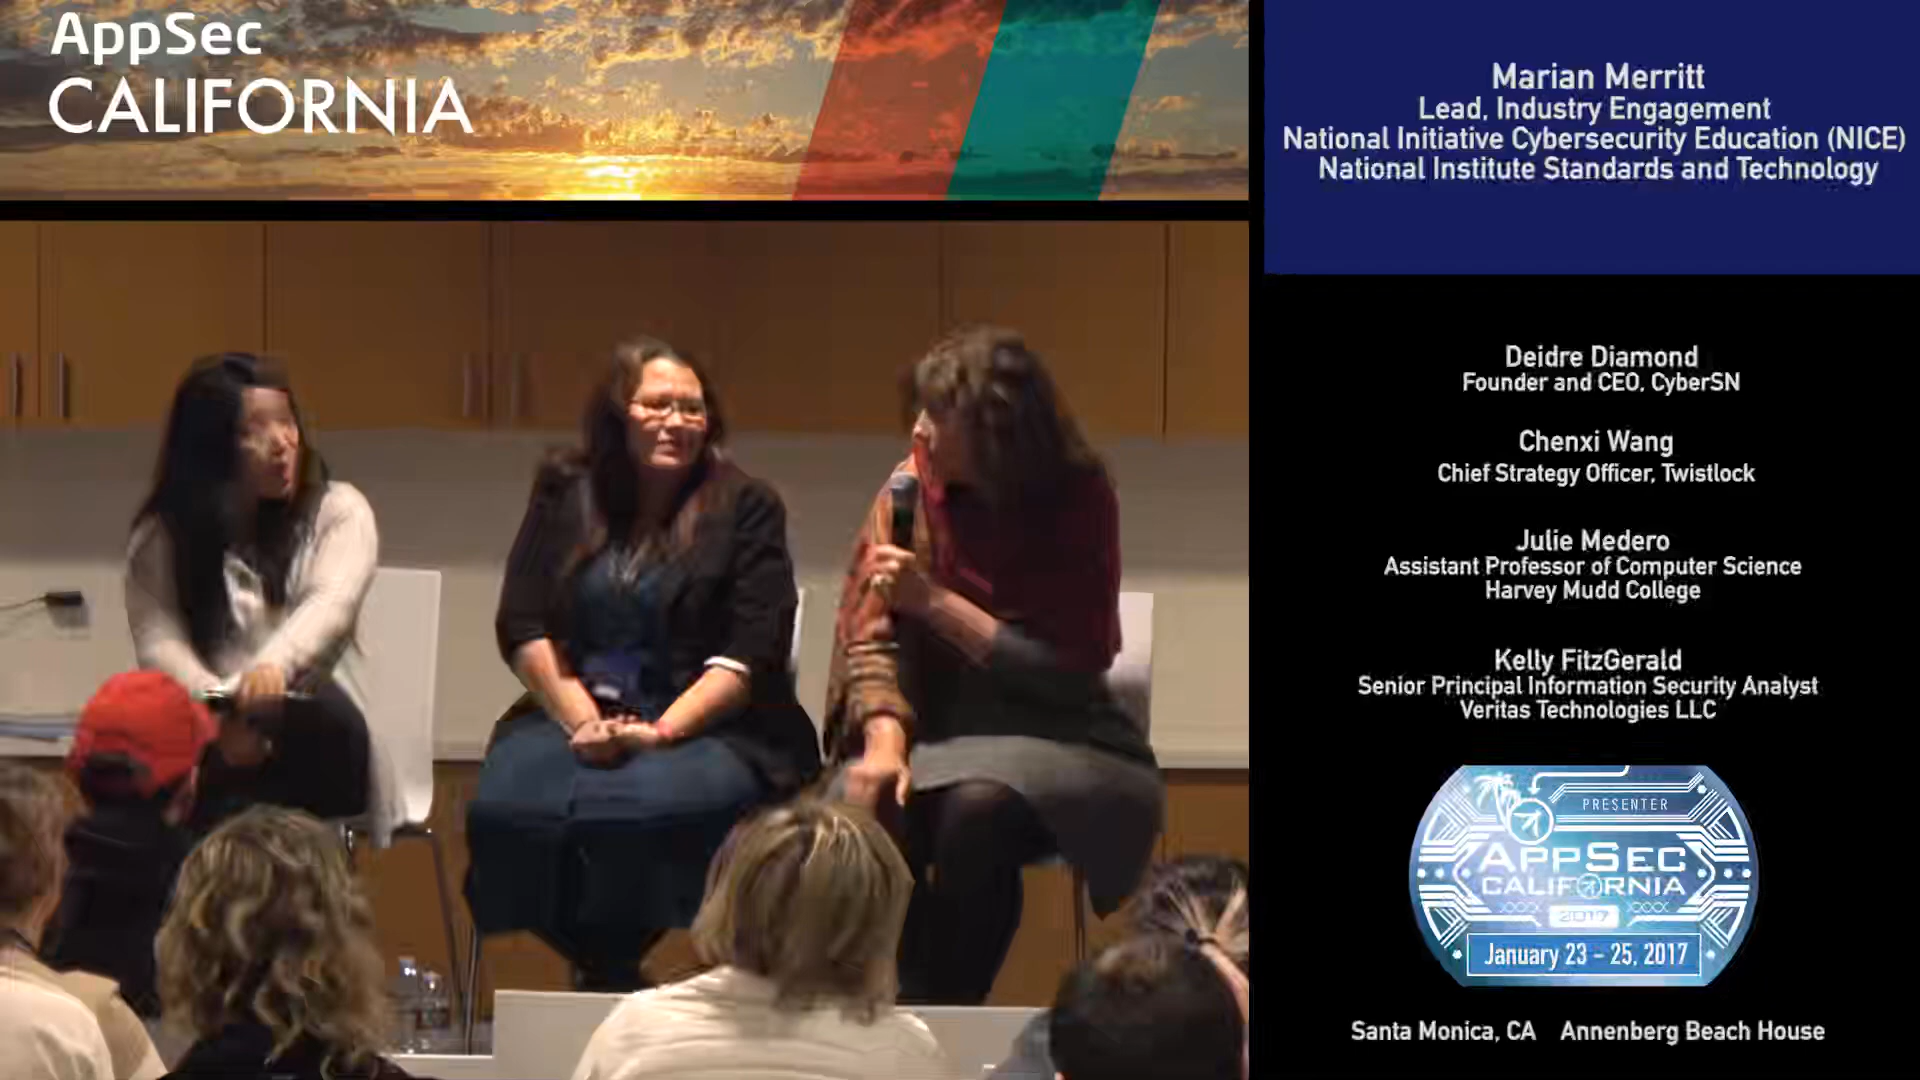 AppSec
CALIFORNIA
Marian Merritt
Lead, Industry Engagement
National Initiative Cybersecurity Education (NICE)
National Institute Standards and Technology
Deidre Diamond
Founder and CEO, CyberSN
Chenxi Wang
Chief Strategy Officer, Twistlock
Julie Medero
Assistant Professor of Computer Science
Harvey Mudd College
Kelly FitzGerald
Senior Principal Information Security Analyst
Veritas Technologies LLC
PRESENTER
APPSEC
CALIFORNIA
2017
January 23 - 25, 2017
Santa Monica, CA Annenberg Beach House